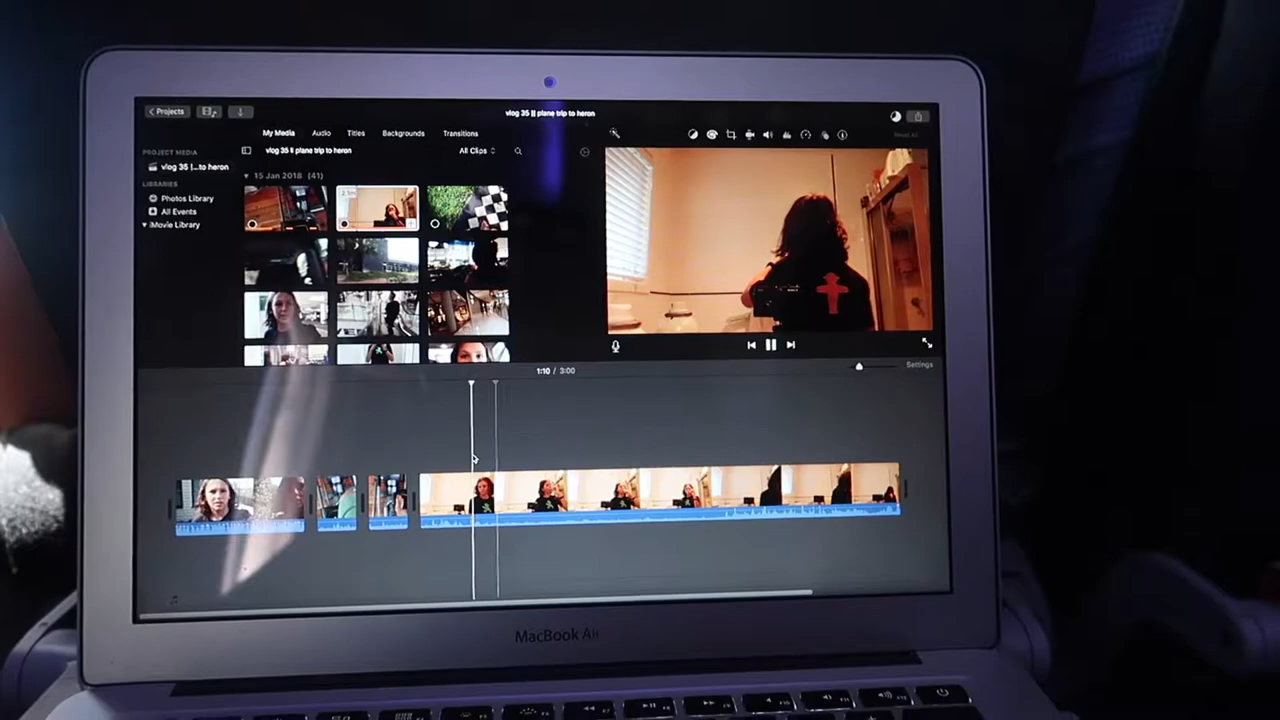 Projects
vlog 35 || plane trip to heron
My Media Audio Titles Backgrounds Transitions
Reset All
PROJECT MEDIA
vlog 35 ||...to heron
LIBRARIES
Photos Library
All Events
iMovie Library
vlog 35 || plane trip to heron
All Clips
15 Jan 2018 (41)
1:10 / 3:00
Settings
MacBook Air